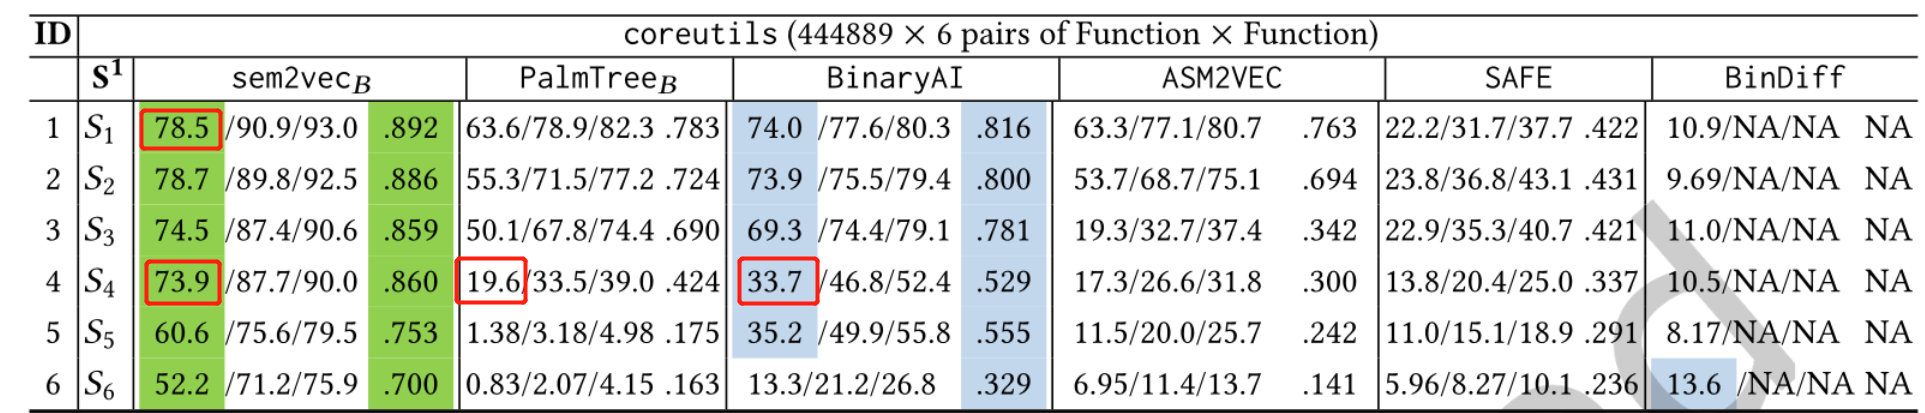 ID coreutils (444889 × 6 pairs of Function × Function)
S¹ sem2vec_B PalmTree_B BinaryAI ASM2VEC SAFE BinDiff
1 S₁ 78.5 /90.9/93.0 .892 63.6/78.9/82.3 .783 74.0 /77.6/80.3 .816 63.3/77.1/80.7 .763 22.2/31.7/37.7 .422 10.9/NA/NA NA
2 S₂ 78.7 /89.8/92.5 .886 55.3/71.5/77.2 .724 73.9 /75.5/79.4 .800 53.7/68.7/75.1 .694 23.8/36.8/43.1 .431 9.69/NA/NA NA
3 S₃ 74.5 /87.4/90.6 .859 50.1/67.8/74.4 .690 69.3 /74.4/79.1 .781 19.3/32.7/37.4 .342 22.9/35.3/40.7 .421 11.0/NA/NA NA
4 S₄ 73.9 /87.7/90.0 .860 19.6/33.5/39.0 .424 33.7 /46.8/52.4 .529 17.3/26.6/31.8 .300 13.8/20.4/25.0 .337 10.5/NA/NA NA
5 S₅ 60.6 /75.6/79.5 .753 1.38/3.18/4.98 .175 35.2 /49.9/55.8 .555 11.5/20.0/25.7 .242 11.0/15.1/18.9 .291 8.17/NA/NA NA
6 S₆ 52.2 /71.2/75.9 .700 0.83/2.07/4.15 .163 13.3/21.2/26.8 .329 6.95/11.4/13.7 .141 5.96/8.27/10.1 .236 13.6 /NA/NA NA